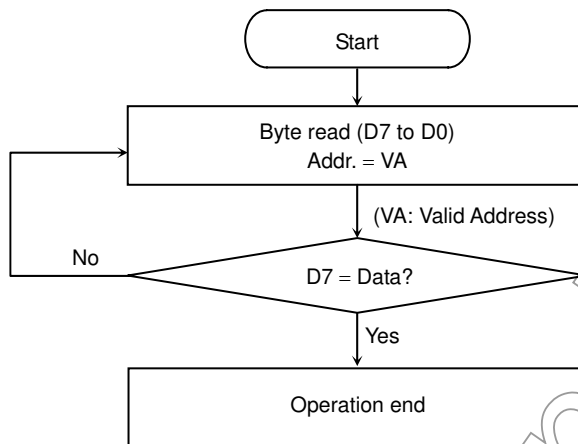 Start
Byte read (D7 to D0)
Addr. = VA
(VA: Valid Address)
No
D7 = Data?
Yes
Operation end